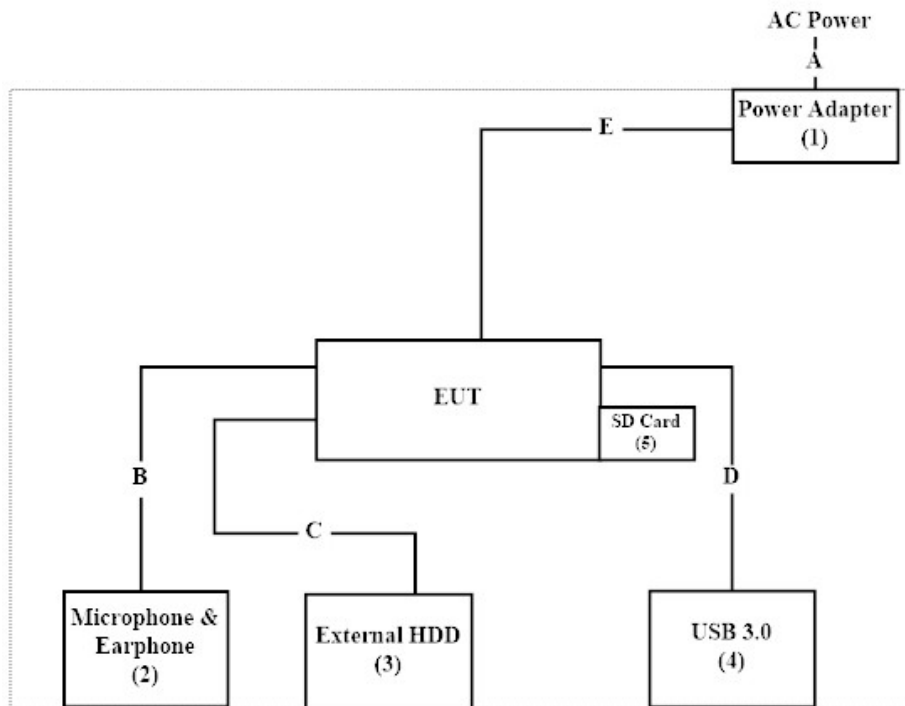 AC Power
A
Power Adapter
(1)
E
EUT
SD Card
(5)
B
C
D
Microphone &
Earphone
(2)
External HDD
(3)
USB 3.0
(4)